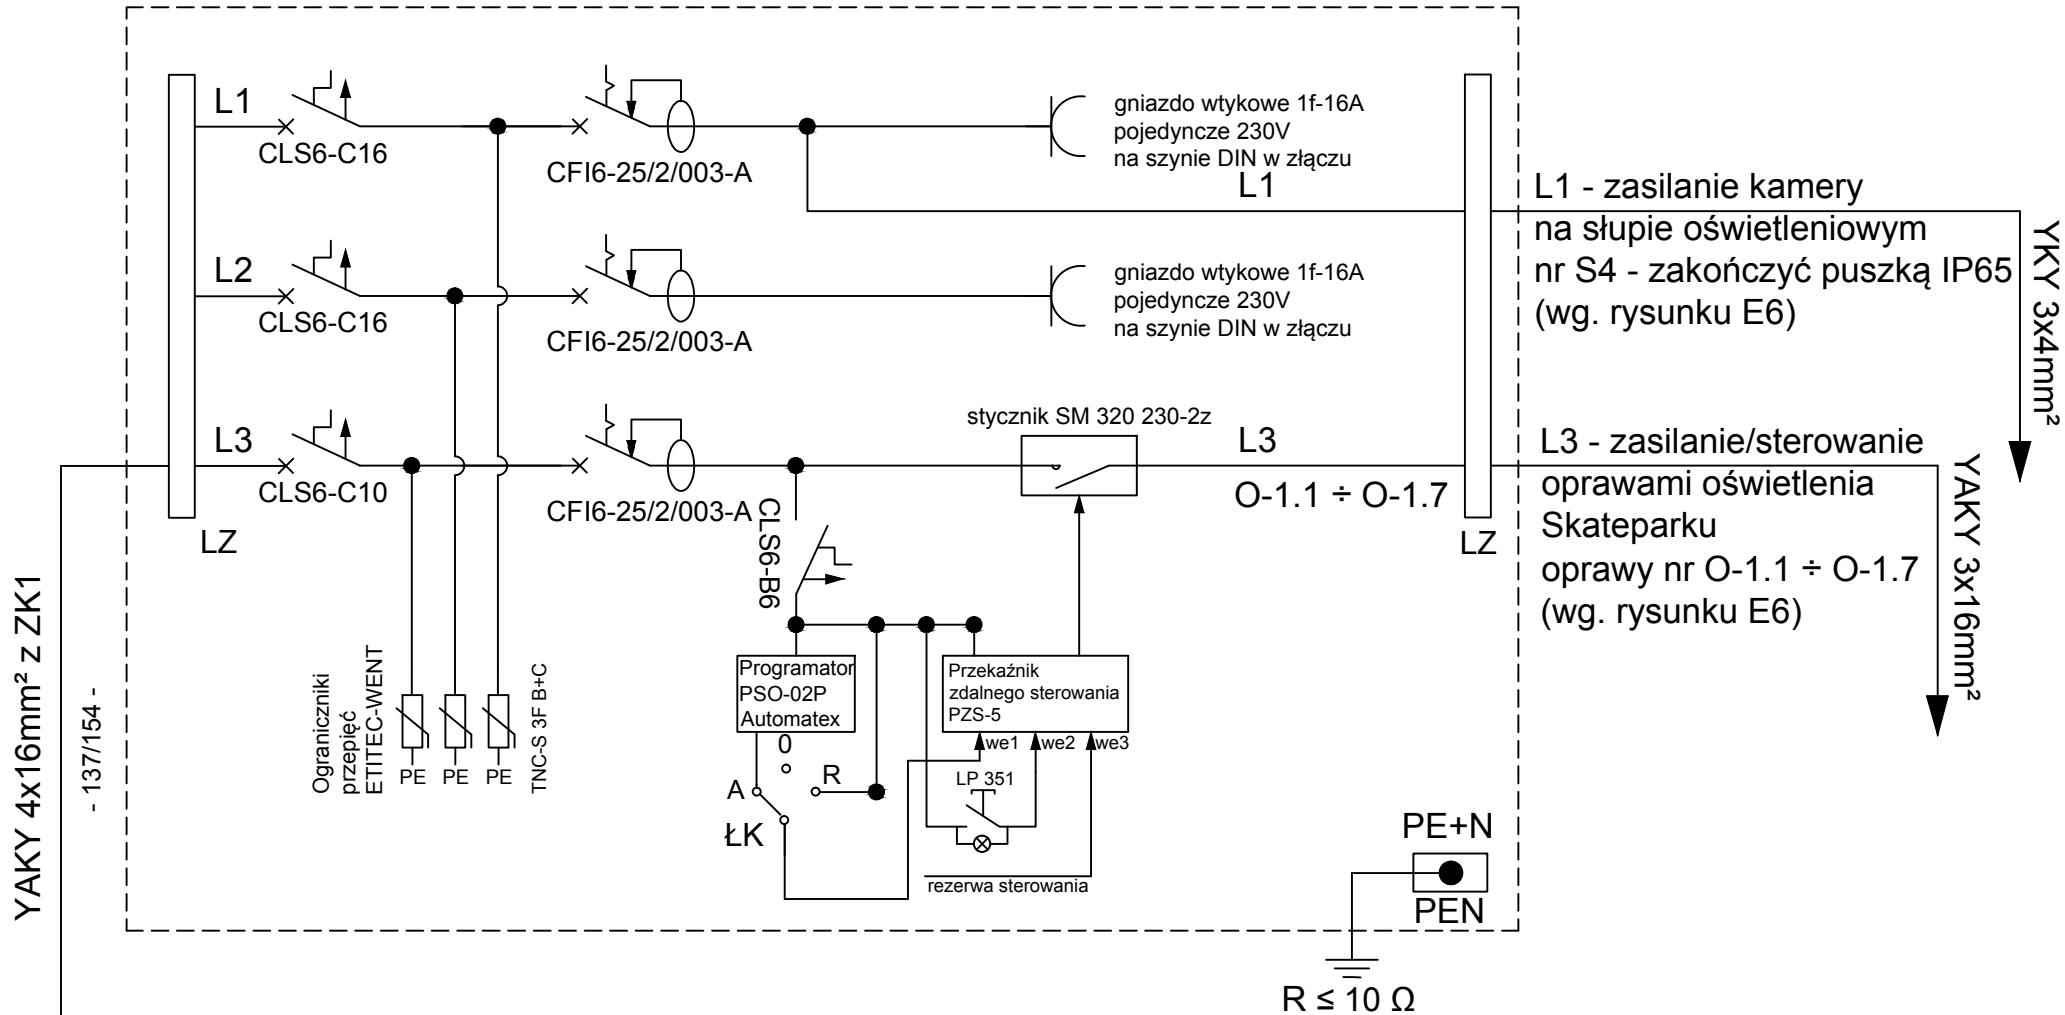 L1
CLS6-C16
CFI6-25/2/003-A
gniazdo wtykowe 1f-16A
pojedyncze 230V
na szynie DIN w złączu
L1
L1 - zasilanie kamery
na słupie oświetleniowym
nr S4 - zakończyć puszką IP65
(wg. rysunku E6)
YKY 3x4mm²
L2
CLS6-C16
CFI6-25/2/003-A
gniazdo wtykowe 1f-16A
pojedyncze 230V
na szynie DIN w złączu
L3
CLS6-C10
CFI6-25/2/003-A
stycznik SM 320 230-2z
L3
O-1.1 ÷ O-1.7
LZ
LZ
L3 - zasilanie/sterowanie
oprawami oświetlenia
Skateparku
oprawy nr O-1.1 ÷ O-1.7
(wg. rysunku E6)
YAKY 3x16mm²
CLS6-B6
YAKY 4x16mm² z ZK1
- 137/154 -
Ograniczniki
przepięć
ETITEC-WENT
PE
PE
PE
TNC-S 3F B+C
Programator
PSO-02P
Automatex
Przekaźnik
zdalnego sterowania
PZS-5
we1
we2
we3
0
A
R
ŁK
LP 351
rezerwa sterowania
PE+N
PEN
R ≤ 10 Ω